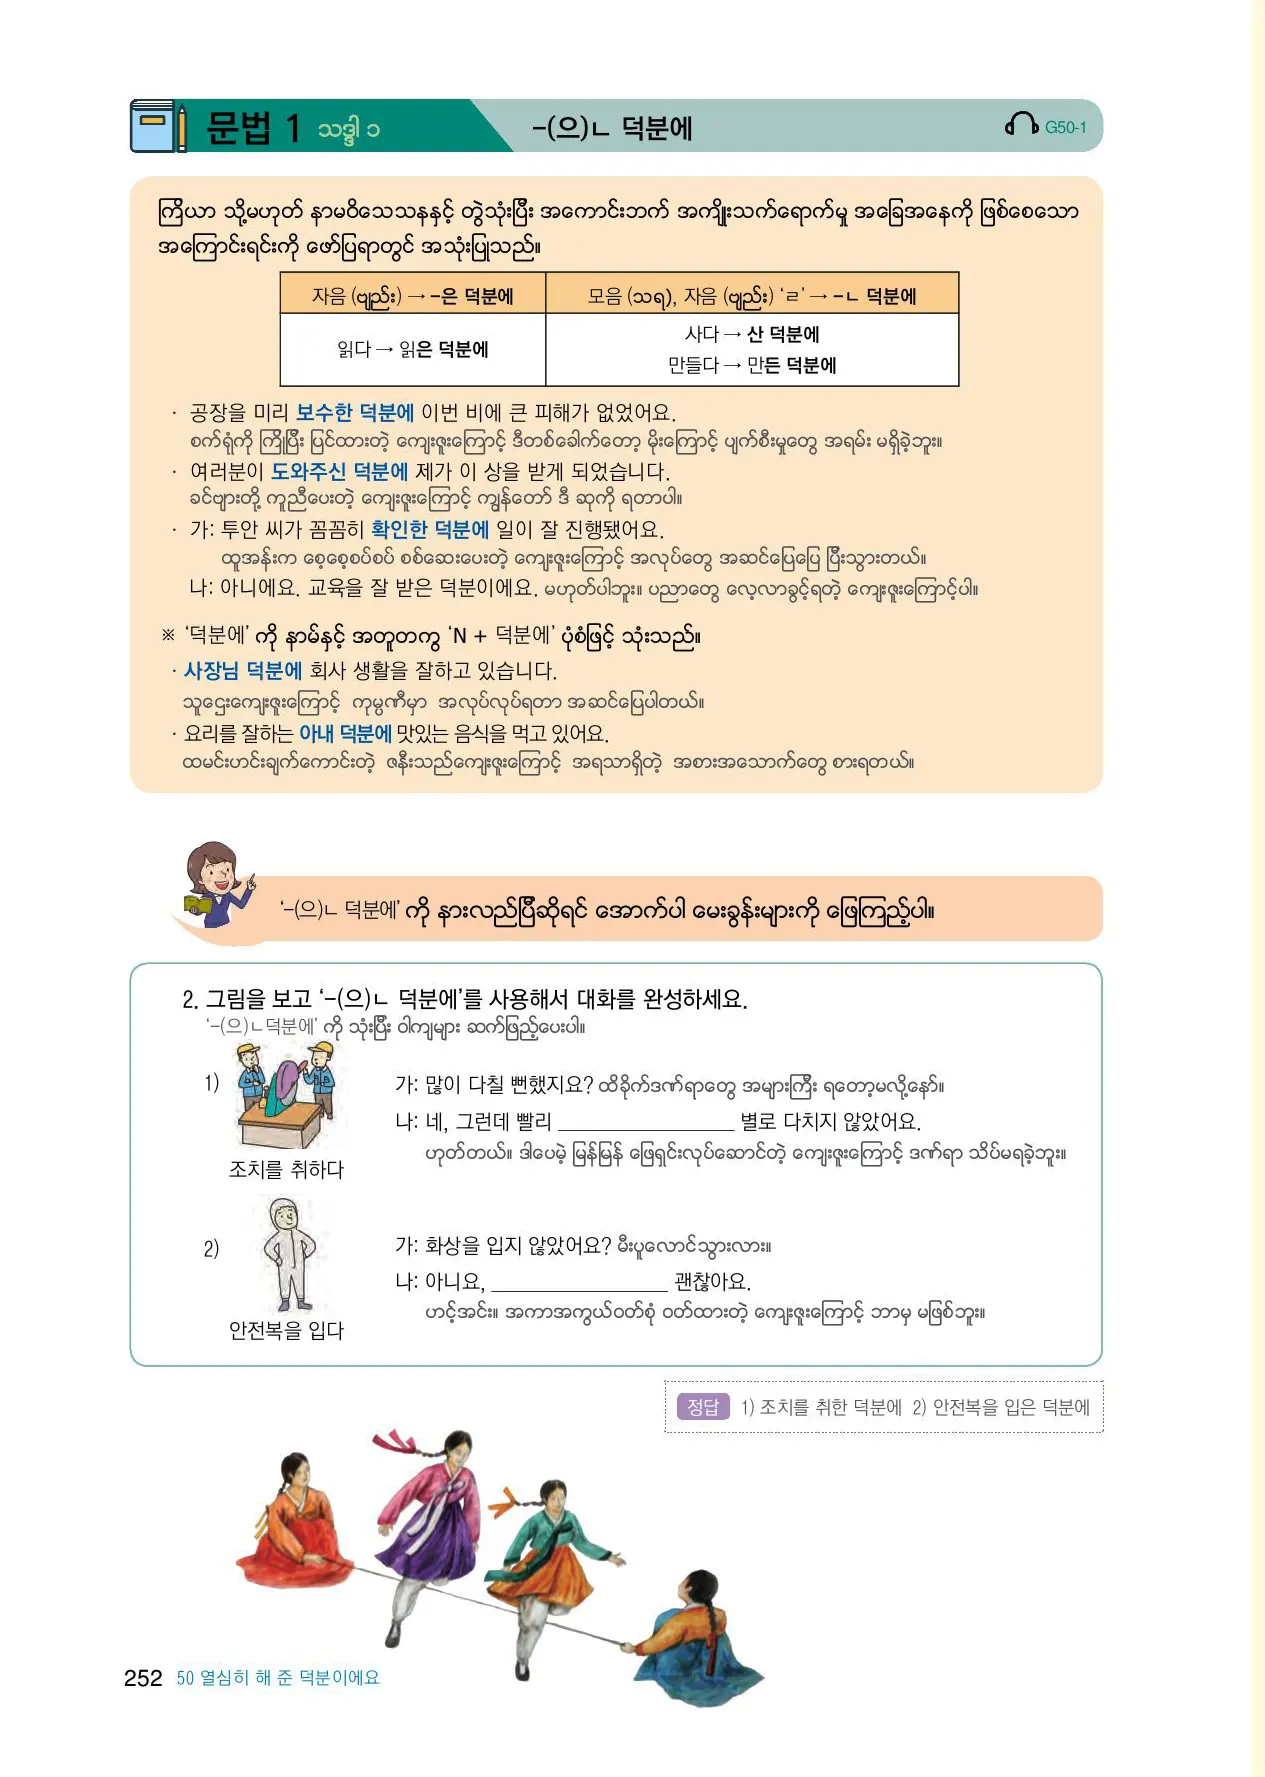 문법 1 သဒ္ဒါ ၁
-(으)ㄴ 덕분에
G50-1
ကြိယာ သို့မဟုတ် နာမဝိသေသနနှင့် တွဲသုံးပြီး အကောင်းဘက် အကျိုးသက်ရောက်မှု အခြေအနေကို ဖြစ်စေသော
အကြောင်းရင်းကို ဖော်ပြရာတွင် အသုံးပြုသည်။
자음 (ဗျည်း) → -은 덕분에 모음 (သရ), 자음 (ဗျည်း) ‘ㄹ’ → -ㄴ 덕분에
읽다 → 읽은 덕분에
사다 → 산 덕분에
만들다 → 만든 덕분에
· 공장을 미리 보수한 덕분에 이번 비에 큰 피해가 없었어요.
စက်ရုံကို ကြိုပြီး ပြင်ထားတဲ့ ကျေးဇူးကြောင့် ဒီတစ်ခေါက်တော့ မိုးကြောင့် ပျက်စီးမှုတွေ အရမ်း မရှိခဲ့ဘူး။
· 여러분이 도와주신 덕분에 제가 이 상을 받게 되었습니다.
ခင်ဗျားတို့ ကူညီပေးတဲ့ ကျေးဇူးကြောင့် ကျွန်တော် ဒီ ဆုကို ရတာပါ။
· 가: 투안 씨가 꼼꼼히 확인한 덕분에 일이 잘 진행됐어요.
ထူအန်းက စေ့စေ့စပ်စပ် စစ်ဆေးပေးတဲ့ ကျေးဇူးကြောင့် အလုပ်တွေ အဆင်ပြေပြေ ပြီးသွားတယ်။
나: 아니에요. 교육을 잘 받은 덕분이에요. မဟုတ်ပါဘူး။ ပညာတွေ လေ့လာခွင့်ရတဲ့ ကျေးဇူးကြောင့်ပါ။
※ ‘덕분에’ ကို နာမ်နှင့် အတူတကွ ‘N + 덕분에’ ပုံစံဖြင့် သုံးသည်။
· 사장님 덕분에 회사 생활을 잘하고 있습니다.
သူဌေးကျေးဇူးကြောင့် ကုမ္ပဏီမှာ အလုပ်လုပ်ရတာ အဆင်ပြေပါတယ်။
· 요리를 잘하는 아내 덕분에 맛있는 음식을 먹고 있어요.
ထမင်းဟင်းချက်ကောင်းတဲ့ ဇနီးသည်ကျေးဇူးကြောင့် အရသာရှိတဲ့ အစားအသောက်တွေ စားရတယ်။
‘-(으)ㄴ 덕분에’ ကို နားလည်ပြီဆိုရင် အောက်ပါ မေးခွန်းများကို ဖြေကြည့်ပါ။
2. 그림을 보고 ‘-(으)ㄴ 덕분에’를 사용해서 대화를 완성하세요.
‘-(으)ㄴ덕분에’ ကို သုံးပြီး ဝါကျများ ဆက်ဖြည့်ပေးပါ။
1)
가: 많이 다칠 뻔했지요? ထိခိုက်ဒဏ်ရာတွေ အများကြီး ရတော့မလို့နော်။
나: 네, 그런데 빨리 ________________ 별로 다치지 않았어요.
ဟုတ်တယ်။ ဒါပေမဲ့ မြန်မြန် ဖြေရှင်းလုပ်ဆောင်တဲ့ ကျေးဇူးကြောင့် ဒဏ်ရာ သိပ်မရခဲ့ဘူး။
조치를 취하다
2)
가: 화상을 입지 않았어요? မီးပူလောင်သွားလား။
나: 아니요, ________________ 괜찮아요.
ဟင့်အင်း။ အကာအကွယ်ဝတ်စုံ ဝတ်ထားတဲ့ ကျေးဇူးကြောင့် ဘာမှ မဖြစ်ဘူး။
안전복을 입다
정답 1) 조치를 취한 덕분에 2) 안전복을 입은 덕분에
252 50 열심히 해 준 덕분이에요